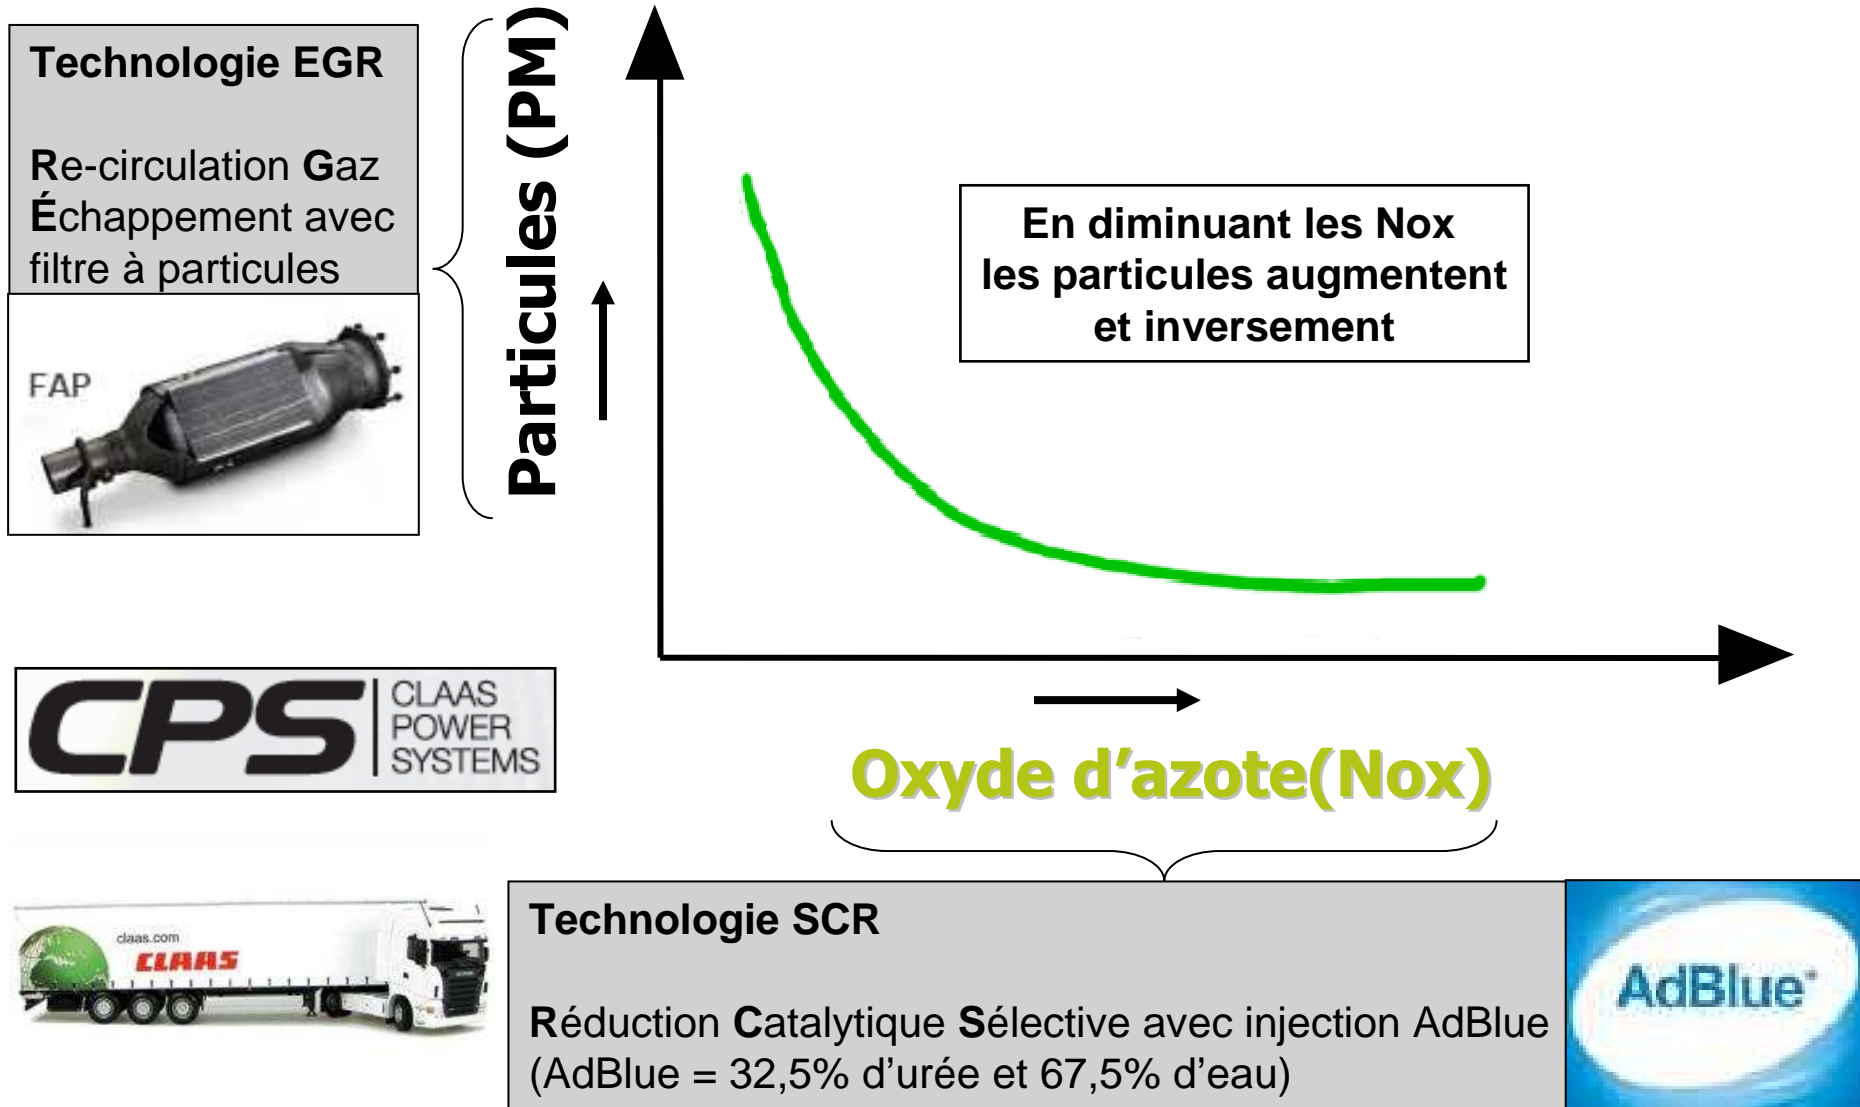 Technologie EGR
Re-circulation Gaz
Échappement avec
filtre à particules
FAP
Particules (PM)
En diminuant les Nox
les particules augmentent
et inversement
CPS
CLAAS
POWER
SYSTEMS
Oxyde d'azote(Nox)
claas.com
CLAAS
Technologie SCR
Réduction Catalytique Sélective avec injection AdBlue
(AdBlue = 32,5% d'urée et 67,5% d'eau)
AdBlue